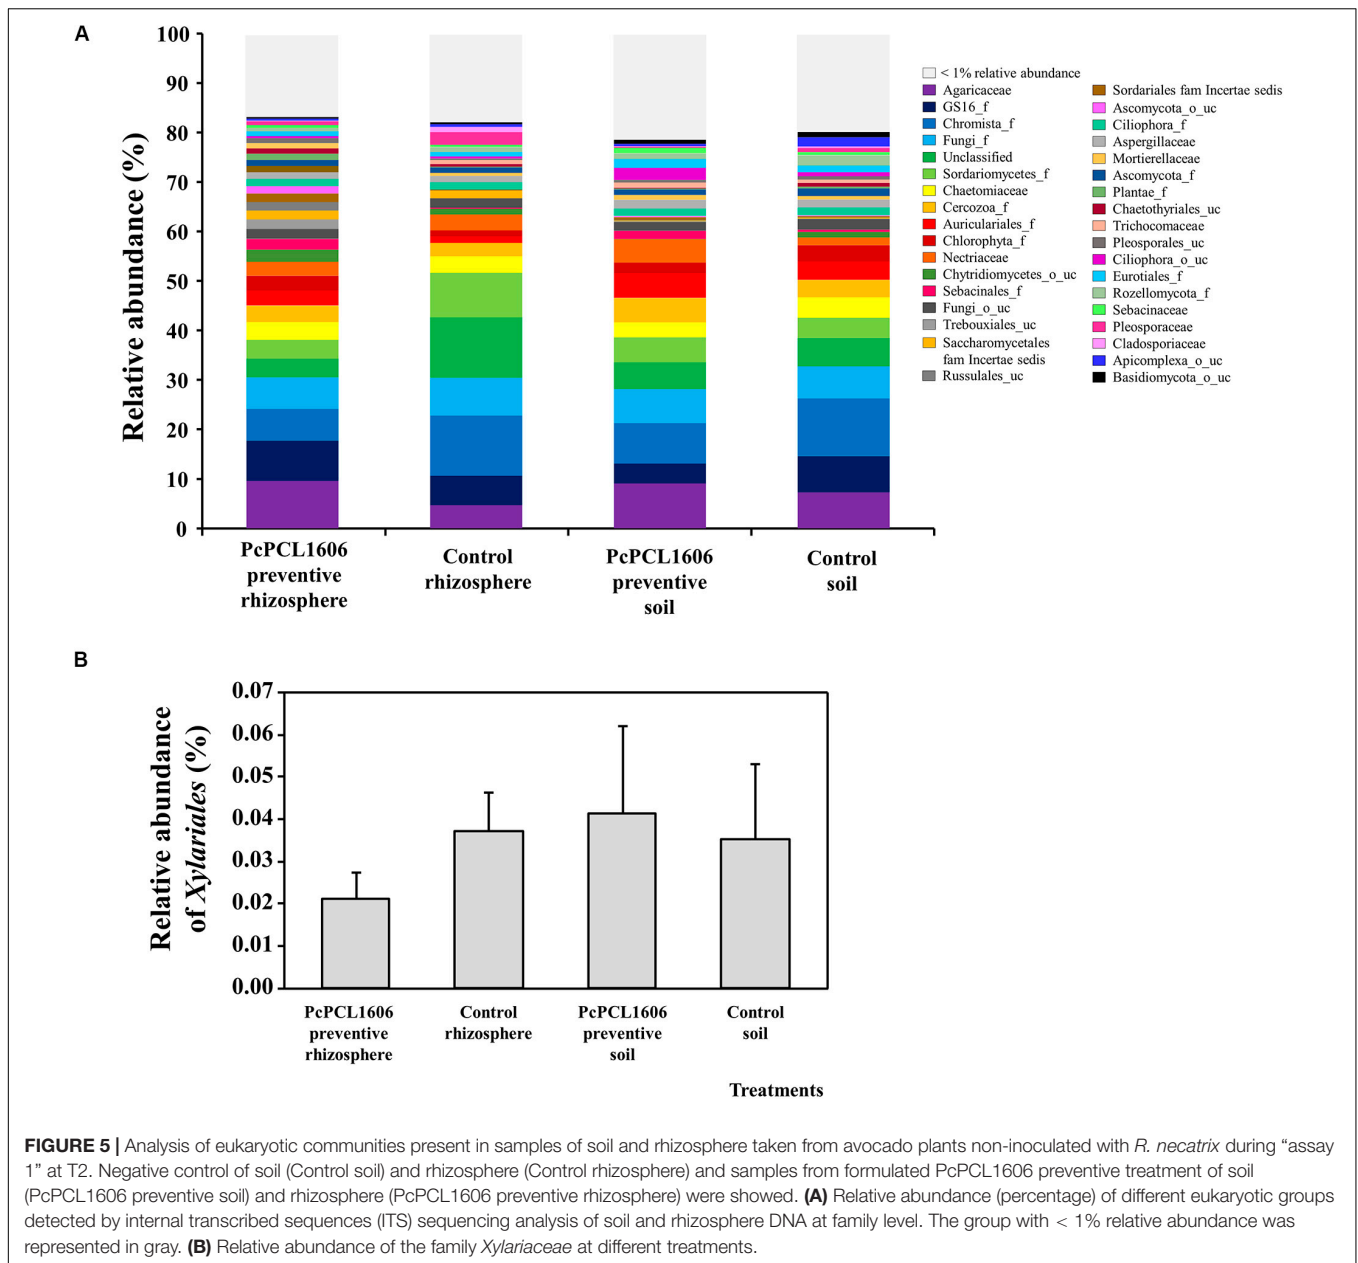 A
100
90
80
70
60
50
40
30
20
10
0
Relative abundance (%)
PcPCL1606
preventive
rhizosphere
Control
rhizosphere
PcPCL1606
preventive
soil
Control
soil
< 1% relative abundance
Agaricaceae
GS16_f
Chromista_f
Fungi_f
Unclassified
Sordariomycetes_f
Chaetomiaceae
Cercozoa_f
Auriculariales_f
Chlorophyta_f
Nectriaceae
Chytridiomycetes_o_uc
Sebacinales_f
Fungi_o_uc
Trebouxiales_uc
Saccharomycetales
fam Incertae sedis
Russulales_uc
Sordariales fam Incertae sedis
Ascomycota_o_uc
Ciliophora_f
Aspergillaceae
Mortierellaceae
Ascomycota_f
Plantae_f
Chaetothyriales_uc
Trichocomaceae
Pleosporales_uc
Ciliophora_o_uc
Eurotiales_f
Rozellomycota_f
Sebacinaceae
Pleosporaceae
Cladosporiaceae
Apicomplexa_o_uc
Basidiomycota_o_uc
B
0.07
0.06
0.05
0.04
0.03
0.02
0.01
0.00
Relative abundance
of Xylariales (%)
PcPCL1606
preventive
rhizosphere
Control
rhizosphere
PcPCL1606
preventive
soil
Control
soil
Treatments
FIGURE 5 | Analysis of eukaryotic communities present in samples of soil and rhizosphere taken from avocado plants non-inoculated with R. necatrix during “assay
1” at T2. Negative control of soil (Control soil) and rhizosphere (Control rhizosphere) and samples from formulated PcPCL1606 preventive treatment of soil
(PcPCL1606 preventive soil) and rhizosphere (PcPCL1606 preventive rhizosphere) were showed. (A) Relative abundance (percentage) of different eukaryotic groups
detected by internal transcribed sequences (ITS) sequencing analysis of soil and rhizosphere DNA at family level. The group with < 1% relative abundance was
represented in gray. (B) Relative abundance of the family Xylariaceae at different treatments.